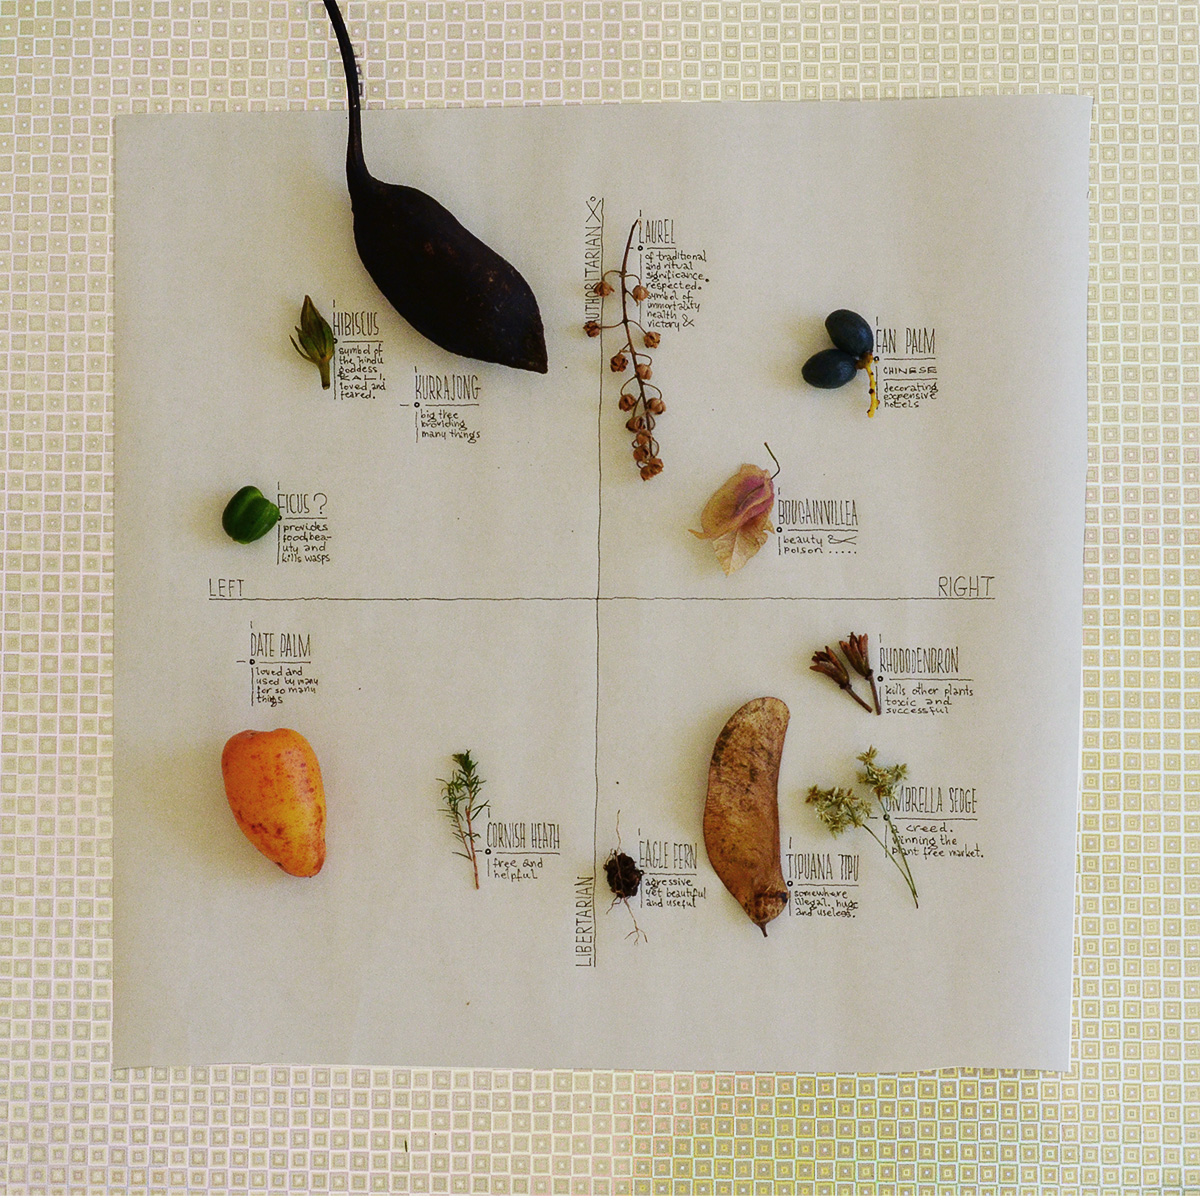 AUTHORITARIAN
LAUREL
of traditional
and ritual
significance.
respected.
symbol of
immortality
health
victory &
HIBISCUS
symbol of
the hindu
goddess
KALI.
loved and
feared.
KURRAJONG
big tree
providing
many things
FAN PALM
CHINESE
decorating
expensive
hotels
FICUS?
provides
food, bea-
uty and
kills wasps
BOUGAINVILLEA
beauty &
poison .....
LEFT
RIGHT
DATE PALM
loved and
used by many
for so many
things
RHODODENDRON
kills other plants
toxic and
successful
UMBRELLA SEDGE
a creed.
winning the
plant free market.
CORNISH HEATH
free and
helpful
EAGLE FERN
agressive
yet beautiful
and useful
TIPUANA TIPU
somewhere
illegal. huge
and useless.
LIBERTARIAN